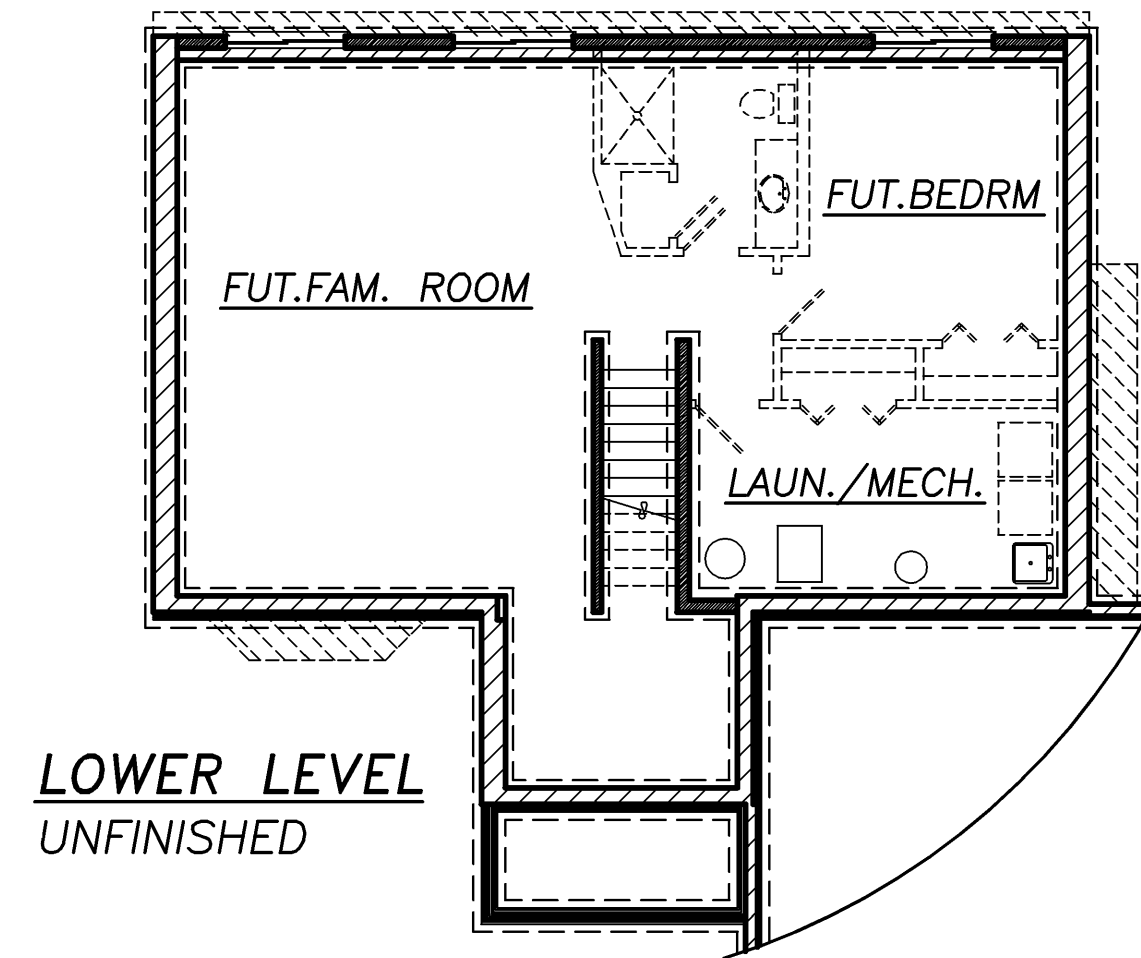 FUT.BEDRM
FUT.FAM. ROOM
LAUN./MECH.
LOWER LEVEL
UNFINISHED